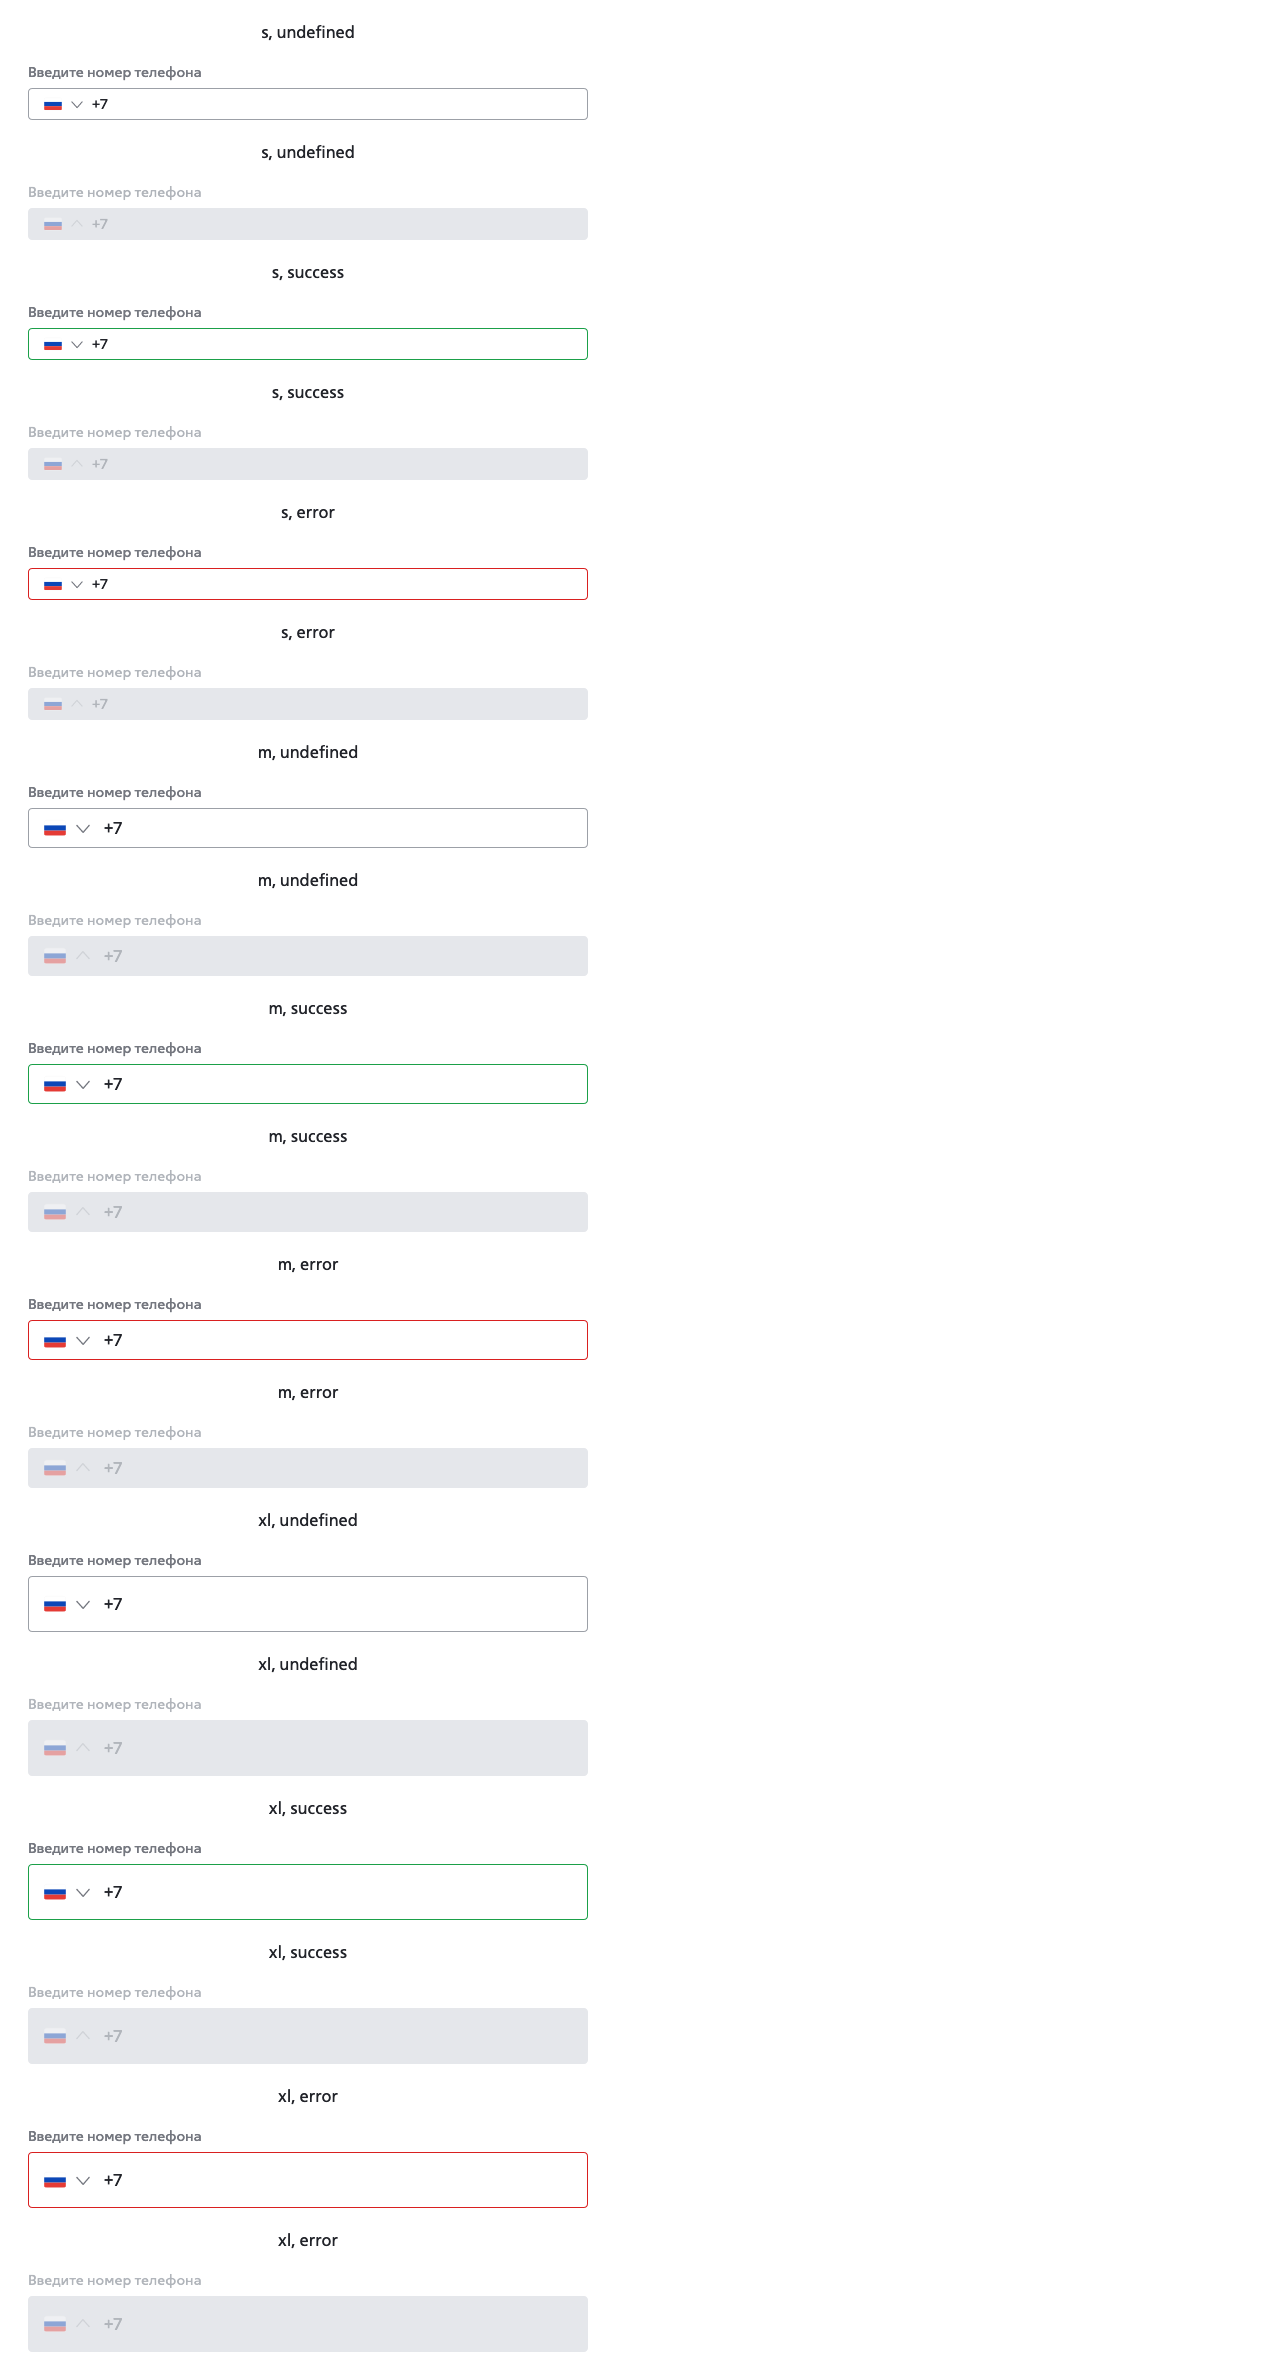 s, undefined
Введите номер телефона
+7
s, undefined
Введите номер телефона
+7
s, success
Введите номер телефона
+7
s, success
Введите номер телефона
+7
s, error
Введите номер телефона
+7
s, error
Введите номер телефона
+7
m, undefined
Введите номер телефона
+7
m, undefined
Введите номер телефона
+7
m, success
Введите номер телефона
+7
m, success
Введите номер телефона
+7
m, error
Введите номер телефона
+7
m, error
Введите номер телефона
+7
xl, undefined
Введите номер телефона
+7
xl, undefined
Введите номер телефона
+7
xl, success
Введите номер телефона
+7
xl, success
Введите номер телефона
+7
xl, error
Введите номер телефона
+7
xl, error
Введите номер телефона
+7